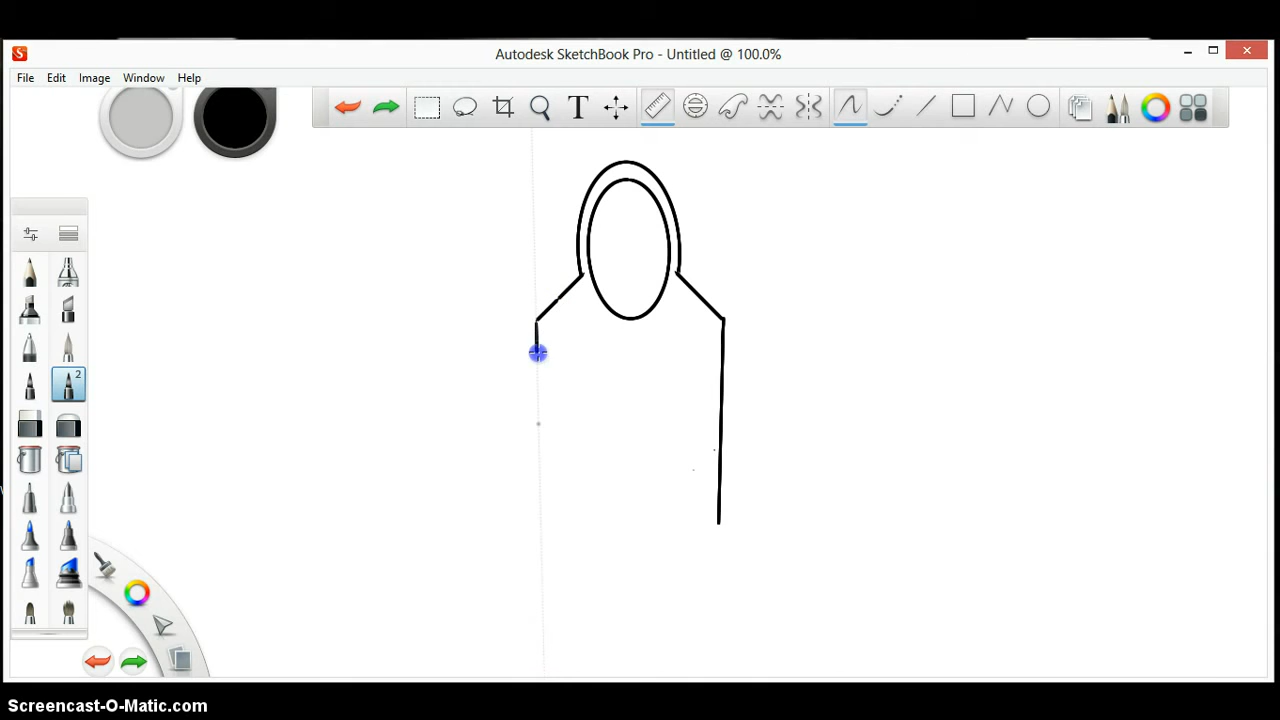 S Autodesk SketchBook Pro - Untitled @ 100.0%
File Edit Image Window Help
T
2
Screencast-O-Matic.com